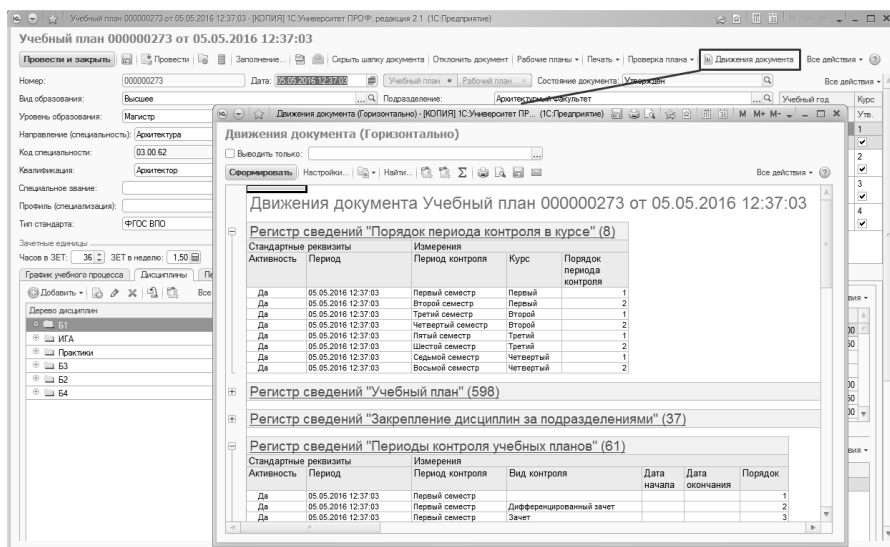 Учебный план 000000273 от 05.05.2016 12:37:03 - [КОПИЯ] 1С:Университет ПРОФ, редакция 2.1 (1С:Предприятие)
Учебный план 000000273 от 05.05.2016 12:37:03
Провести и закрыть Провести Заполнение... Скрыть шапку документа Отклонить документ Рабочие планы Печать Проверка плана Движения документа Все действия
Номер: 000000273 Дата: 05.05.2016 12:37:03 Учебный план Рабочий план Состояние документа: Утвержден Все действия
Вид образования: Высшее Подразделение: Архитектурный факультет Учебный год Курс
Уровень образования: Магистр Утв.
Направление (специальность): Архитектура 1
Код специальности: 03.00.62 2
Квалификация: Архитектор
Специальное звание: 3
Профиль (специализация):
Тип стандарта: ФГОС ВПО 4
Зачетные единицы
Часов в ЗЕТ: 36 ЗЕТ в неделю: 1,50
График учебного процесса Дисциплины
Добавить Все
Дерево дисциплин
Б1
ИГА
Практики
Б3
Б2
Б4
Движения документа (Горизонтально) - [КОПИЯ] 1С:Университет ПР... (1С:Предприятие) M M+ M-
Движения документа (Горизонтально)
Выводить только:
Сформировать Настройки... Найти... Все действия
Движения документа Учебный план 000000273 от 05.05.2016 12:37:03
Регистр сведений "Порядок периода контроля в курсе" (8)
Стандартные реквизиты Измерения
Активность Период Период контроля Курс Порядок периода контроля
Да 05.05.2016 12:37:03 Первый семестр Первый 1
Да 05.05.2016 12:37:03 Второй семестр Первый 2
Да 05.05.2016 12:37:03 Третий семестр Второй 1
Да 05.05.2016 12:37:03 Четвертый семестр Второй 2
Да 05.05.2016 12:37:03 Пятый семестр Третий 1
Да 05.05.2016 12:37:03 Шестой семестр Третий 2
Да 05.05.2016 12:37:03 Седьмой семестр Четвертый 1
Да 05.05.2016 12:37:03 Восьмой семестр Четвертый 2
Регистр сведений "Учебный план" (598)
Регистр сведений "Закрепление дисциплин за подразделениями" (37)
Регистр сведений "Периоды контроля учебных планов" (61)
Стандартные реквизиты Измерения
Активность Период Период контроля Вид контроля Дата начала Дата окончания Порядок
Да 05.05.2016 12:37:03 Первый семестр 1
Да 05.05.2016 12:37:03 Первый семестр Дифференцированный зачет 2
Да 05.05.2016 12:37:03 Первый семестр Зачет 3